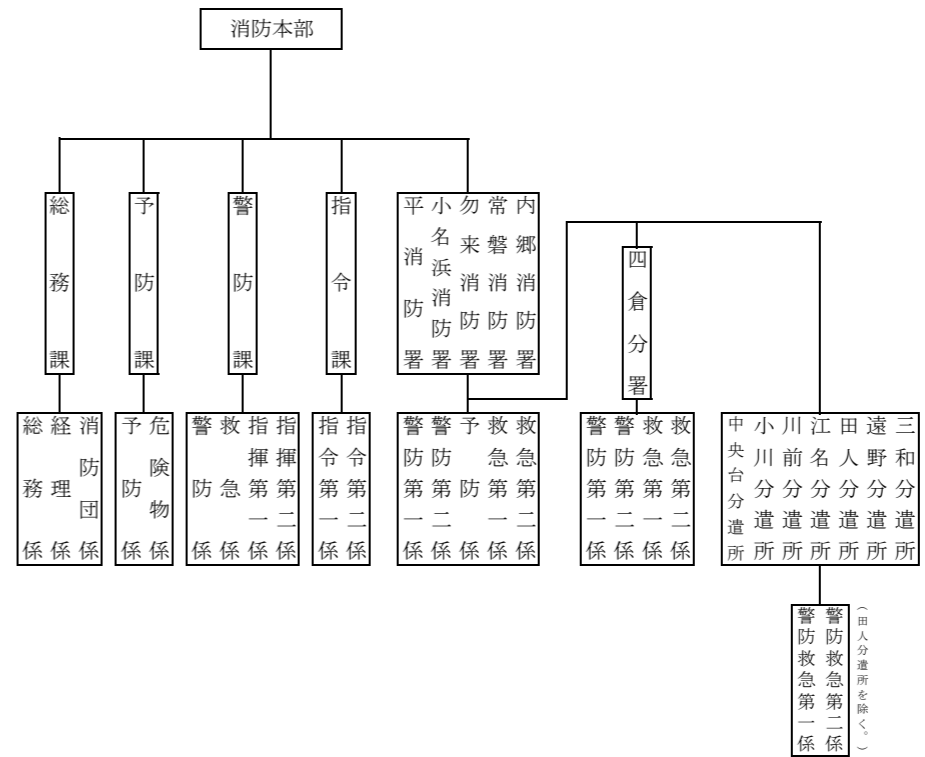 消防本部
総務課
予防課
警防課
指令課
平消防署
小名浜消防署
勿来消防署
常磐消防署
内郷消防署
四倉分署
総務係
経理係
消防団係
予防係
危険物係
警防係
救急係
指揮第一係
指揮第二係
指令第一係
指令第二係
警防第一係
警防第二係
予防係
救急第一係
救急第二係
警防第一係
警防第二係
救急第一係
救急第二係
中央台分遣所
小川分遣所
川前分遣所
江名分遣所
田人分遣所
遠野分遣所
三和分遣所
警防救急第一係
警防救急第二係
（田人分遣所を除く。）